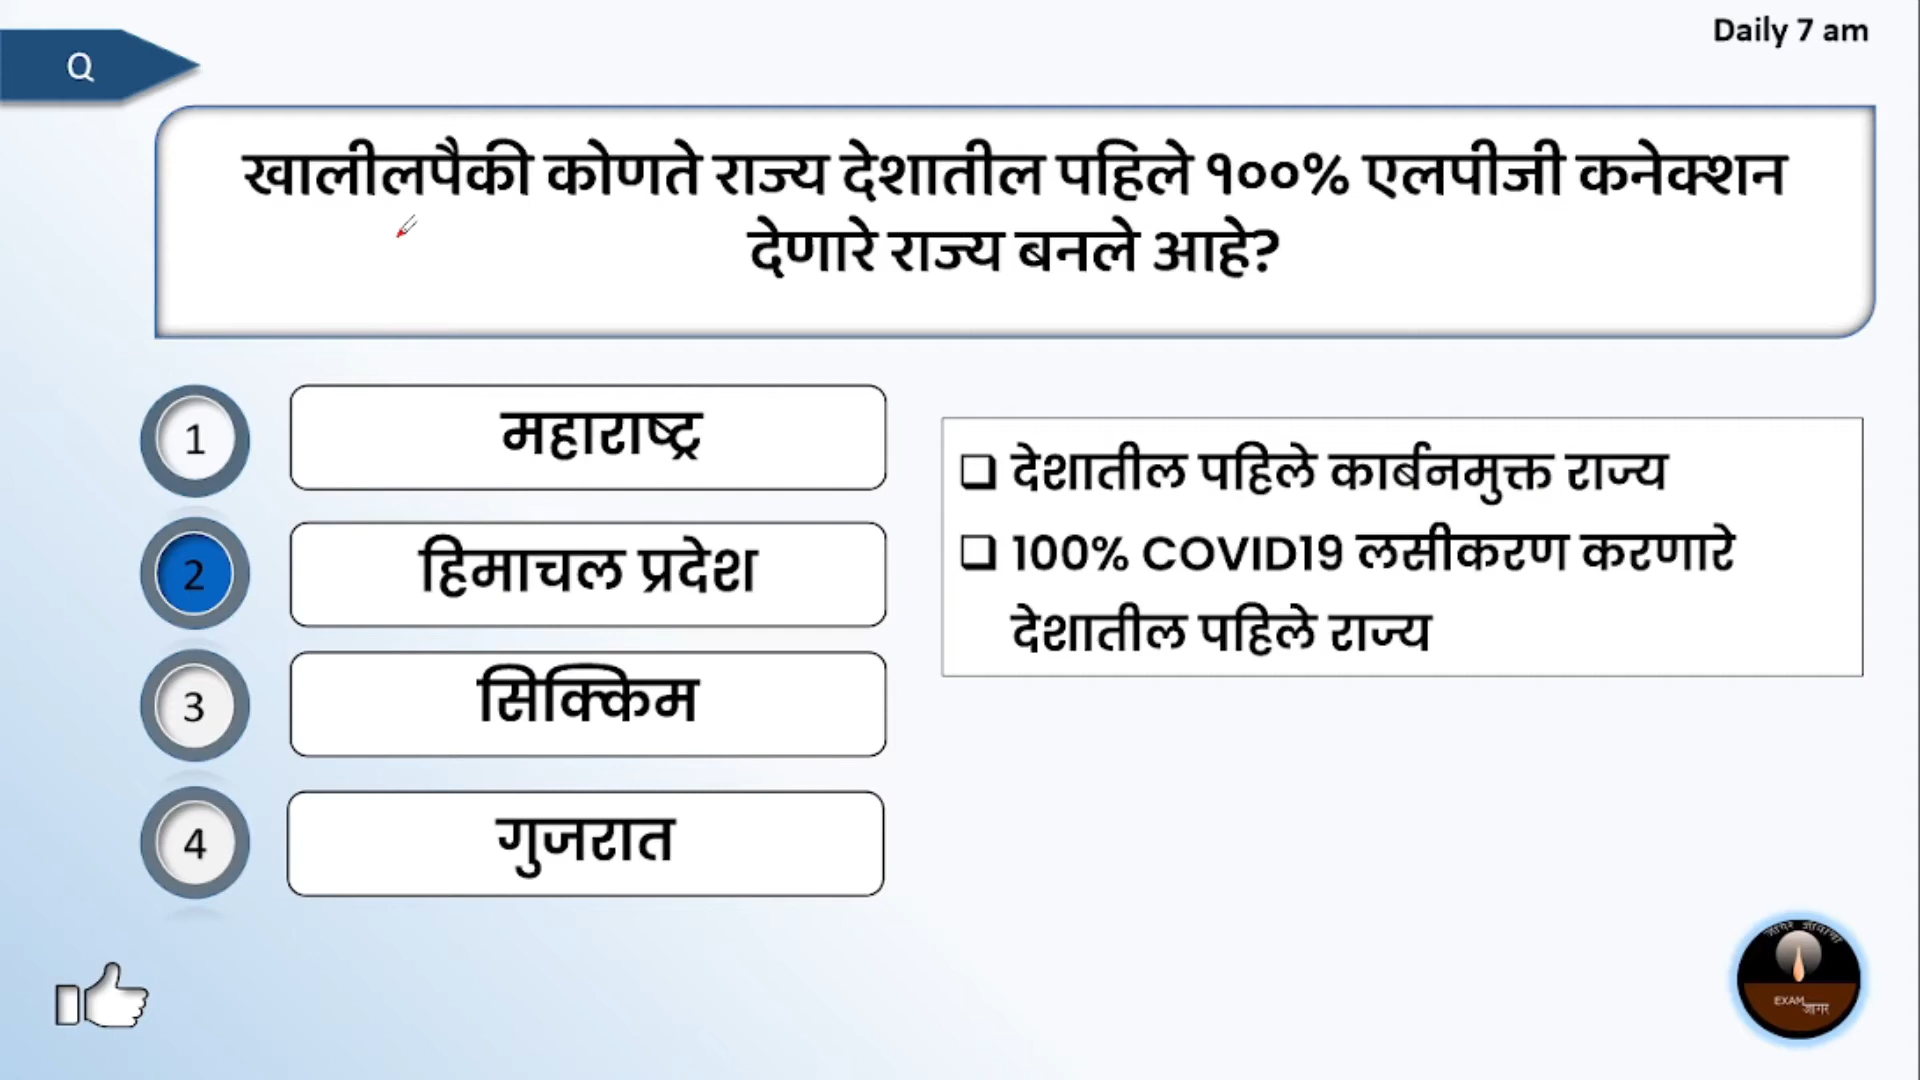 Daily 7 am
Q
खालीलपैकी कोणते राज्य देशातील पहिले १००% एलपीजी कनेक्शन
देणारे राज्य बनले आहे?
1
महाराष्ट्र
2
हिमाचल प्रदेश
3
सिक्किम
4
गुजरात
❑ देशातील पहिले कार्बनमुक्त राज्य
❑ 100% COVID19 लसीकरण करणारे
देशातील पहिले राज्य
EXAM
जागर